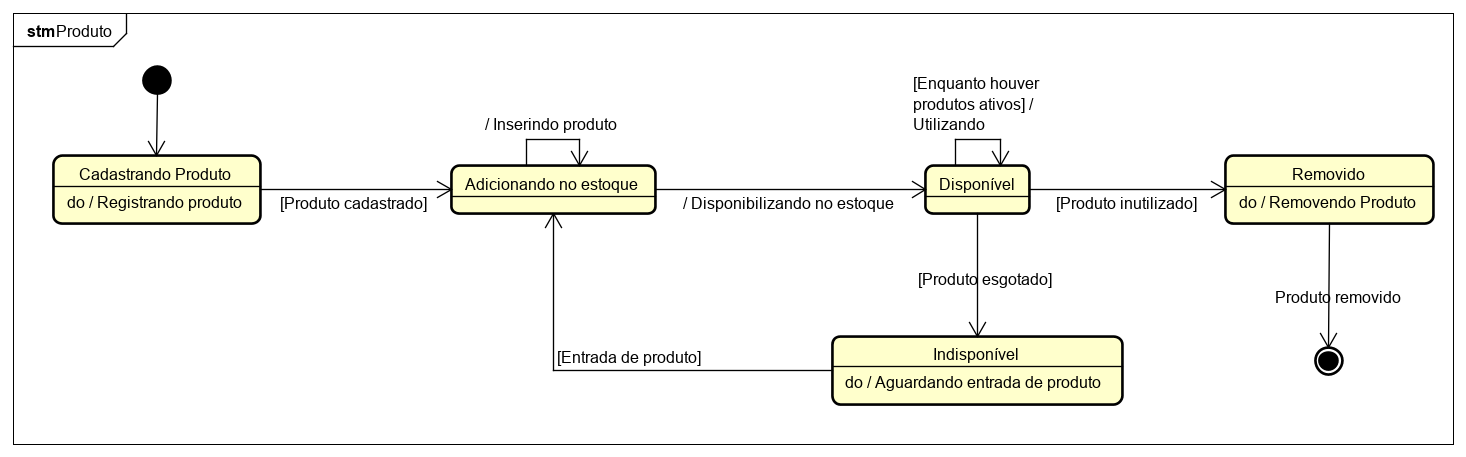 stm Produto
[Enquanto houver
produtos ativos] /
Utilizando
/ Inserindo produto
Cadastrando Produto
do / Registrando produto
Adicionando no estoque
Disponível
Removido
do / Removendo Produto
[Produto cadastrado]
/ Disponibilizando no estoque
[Produto inutilizado]
[Produto esgotado]
Produto removido
[Entrada de produto]
Indisponível
do / Aguardando entrada de produto